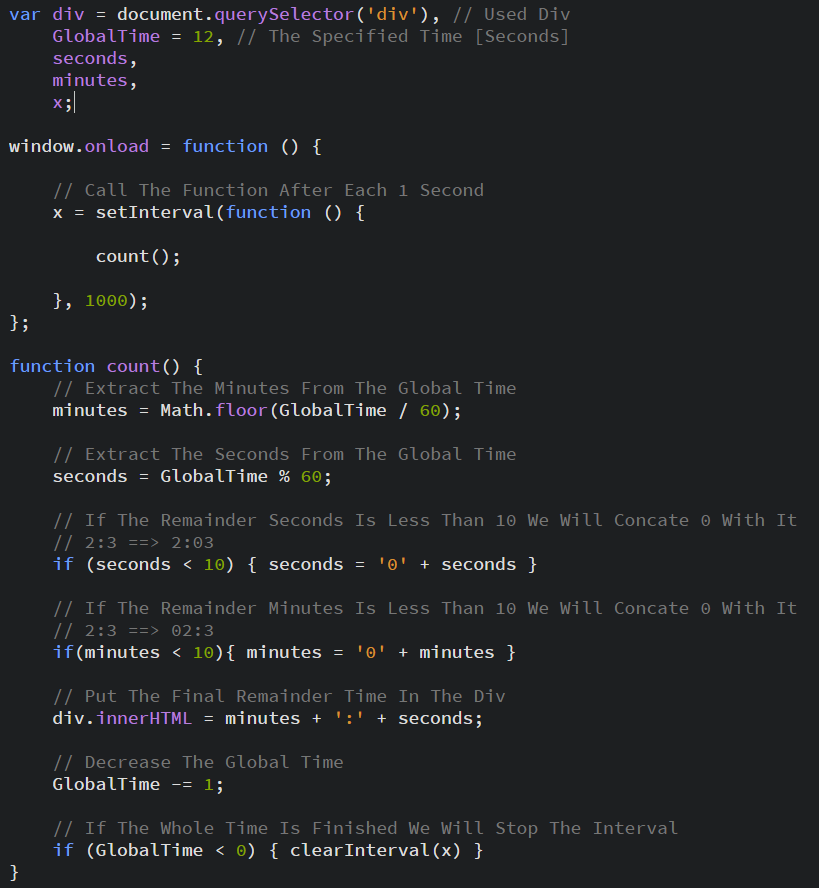 var div = document.querySelector('div'), // Used Div
    GlobalTime = 12, // The Specified Time [Seconds]
    seconds,
    minutes,
    x;

window.onload = function () {

    // Call The Function After Each 1 Second
    x = setInterval(function () {

        count();

    }, 1000);
};

function count() {
    // Extract The Minutes From The Global Time
    minutes = Math.floor(GlobalTime / 60);

    // Extract The Seconds From The Global Time
    seconds = GlobalTime % 60;

    // If The Remainder Seconds Is Less Than 10 We Will Concate 0 With It
    // 2:3 ==> 2:03
    if (seconds < 10) { seconds = '0' + seconds }

    // If The Remainder Minutes Is Less Than 10 We Will Concate 0 With It
    // 2:3 ==> 02:3
    if(minutes < 10){ minutes = '0' + minutes }

    // Put The Final Remainder Time In The Div
    div.innerHTML = minutes + ':' + seconds;

    // Decrease The Global Time
    GlobalTime -= 1;

    // If The Whole Time Is Finished We Will Stop The Interval
    if (GlobalTime < 0) { clearInterval(x) }
}